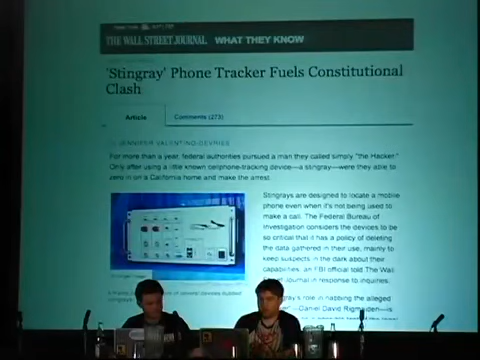 THE WALL STREET JOURNAL. WHAT THEY KNOW
'Stingray' Phone Tracker Fuels Constitutional
Clash
Article
Comments (273)
By JENNIFER VALENTINO-DEVRIES
For more than a year, federal authorities pursued a man they called simply "the Hacker."
Only after using a little known cellphone-tracking device—a stingray—were they able to
zero in on a California home and make the arrest.
Stingrays are designed to locate a mobile
phone even when it's not being used to
make a call. The Federal Bureau of
Investigation considers the devices to be
so critical that it has a policy of deleting
the data gathered in their use, mainly to
keep suspects in the dark about their
capabilities, an FBI official told The Wall
Street Journal in response to inquiries.
role in nabbing the alleged
—Daniel David Rigmaiden—is